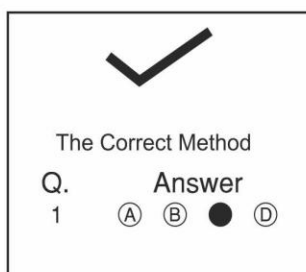 The Correct Method
Q. Answer
1 Ⓐ Ⓑ ● Ⓓ